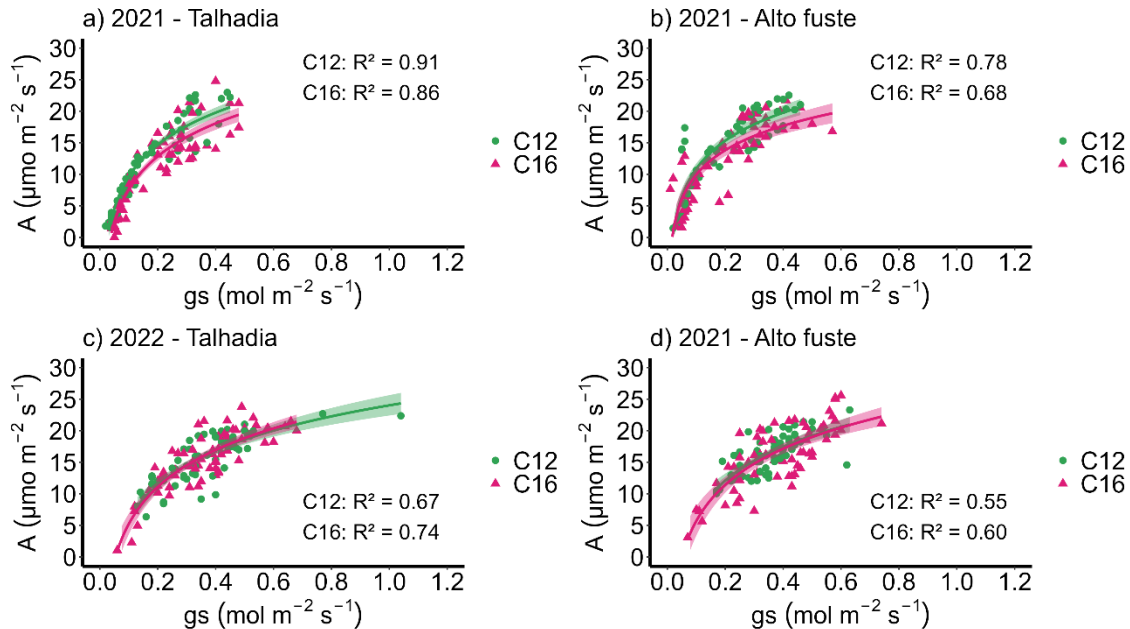 a) 2021 - Talhadia
30
25
20
15
10
5
0
A (μmo m⁻² s⁻¹)
C12: R² = 0.91
C16: R² = 0.86
C12
C16
0.0 0.2 0.4 0.6 0.8 1.0 1.2
gs (mol m⁻² s⁻¹)
b) 2021 - Alto fuste
30
25
20
15
10
5
0
A (μmo m⁻² s⁻¹)
C12: R² = 0.78
C16: R² = 0.68
C12
C16
0.0 0.2 0.4 0.6 0.8 1.0 1.2
gs (mol m⁻² s⁻¹)
c) 2022 - Talhadia
30
25
20
15
10
5
0
A (μmo m⁻² s⁻¹)
C12
C16
C12: R² = 0.67
C16: R² = 0.74
0.0 0.2 0.4 0.6 0.8 1.0 1.2
gs (mol m⁻² s⁻¹)
d) 2021 - Alto fuste
30
25
20
15
10
5
0
A (μmo m⁻² s⁻¹)
C12
C16
C12: R² = 0.55
C16: R² = 0.60
0.0 0.2 0.4 0.6 0.8 1.0 1.2
gs (mol m⁻² s⁻¹)